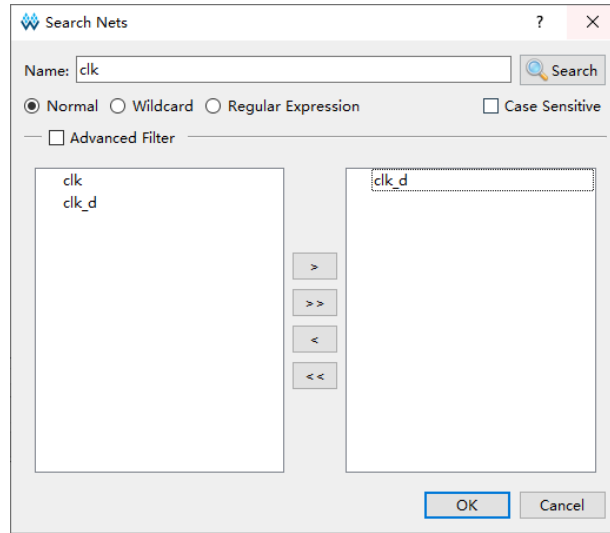 Search Nets ?
Name: clk Search
Normal Wildcard Regular Expression Case Sensitive
Advanced Filter
clk clk_d
clk_d
>
>>
<
<<
OK Cancel